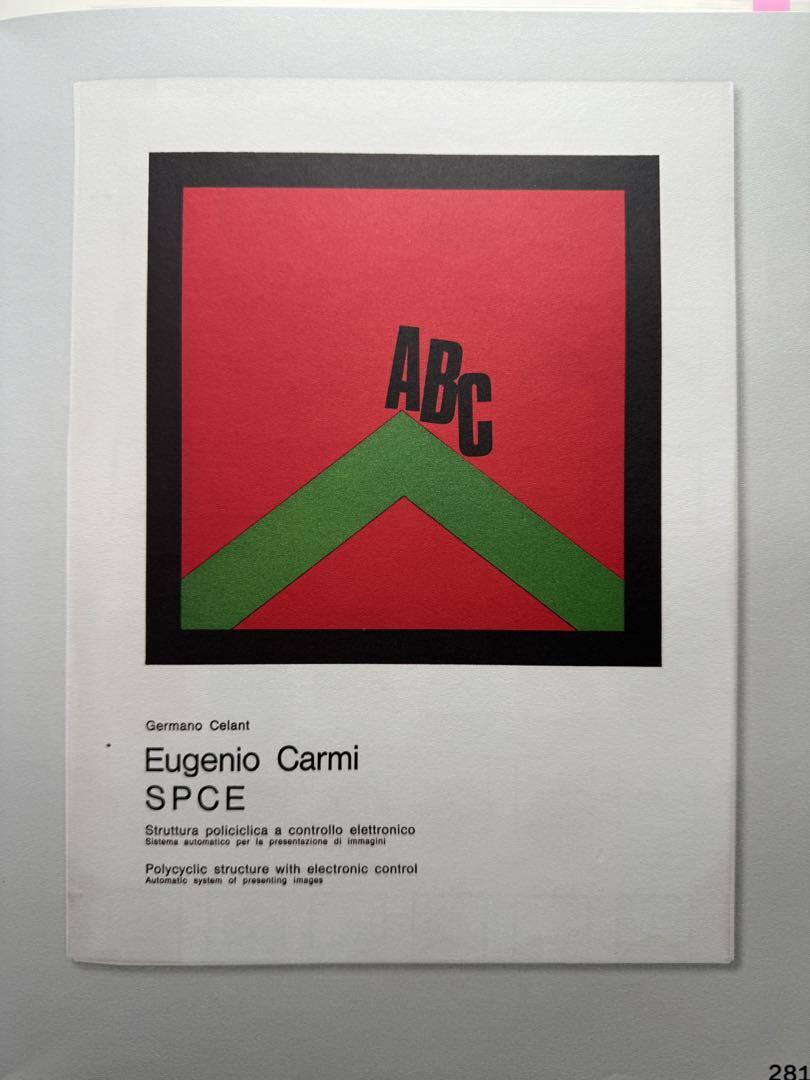 ABC
Germano Celant
Eugenio Carmi
SPCE
Struttura policiclica a controllo elettronico
Sistema automatico per la presentazione di immagini
Polycyclic structure with electronic control
Automatic system of presenting images
281